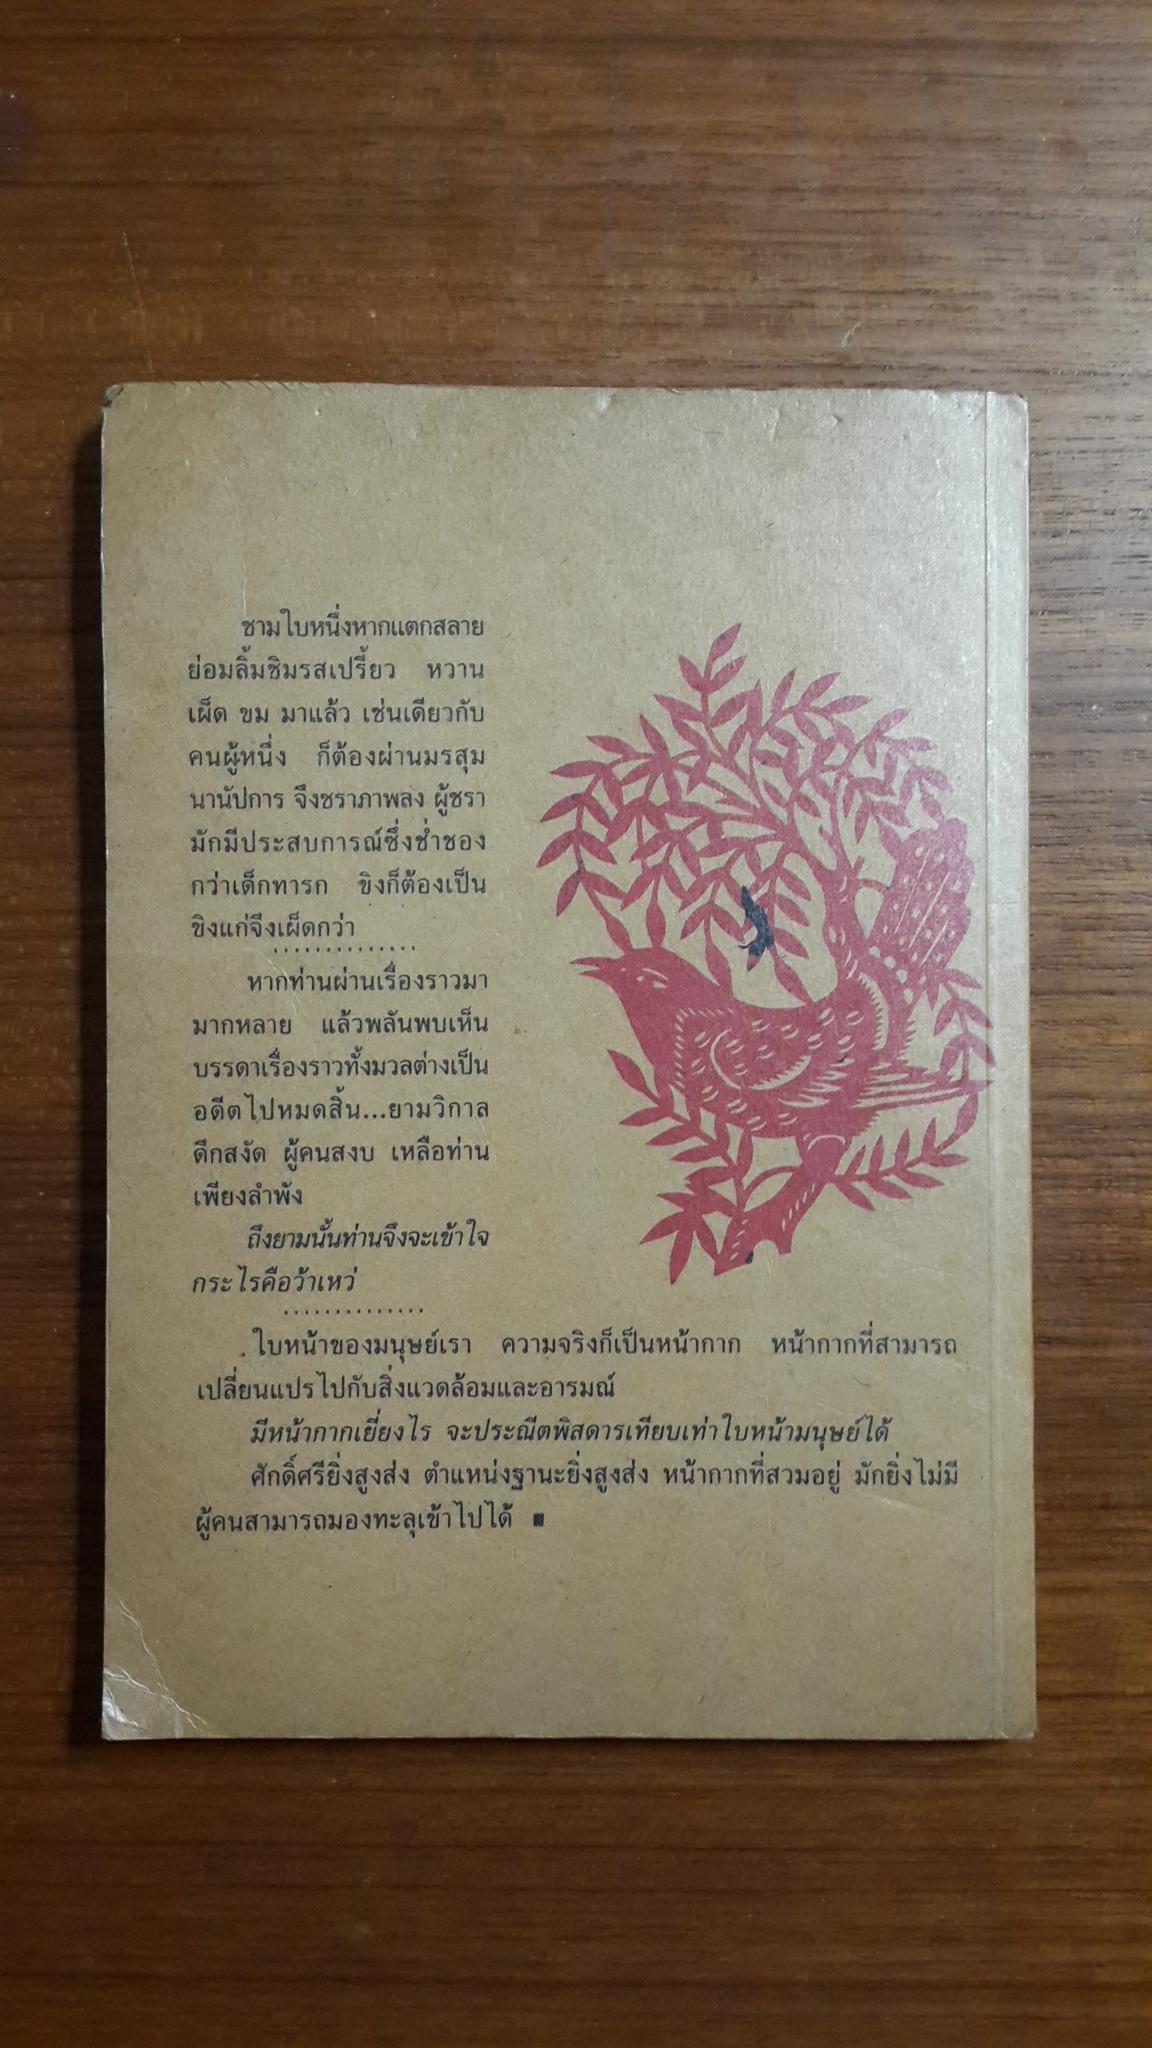 ชามใบหนึ่งหากแตกสลาย
ย่อมลิ้มชิมรสเปรี้ยว หวาน
เผ็ด ขม มาแล้ว เช่นเดียวกับ
คนผู้หนึ่ง ก็ต้องผ่านมรสุม
นานัปการ จึงชราภาพลง ผู้ชรา
มักมีประสบการณ์ซึ่งช่ำชอง
กว่าเด็กทารก ขิงก็ต้องเป็น
ขิงแก่จึงเผ็ดกว่า
..............
หากท่านผ่านเรื่องราวมา
มากหลาย แล้วพลันพบเห็น
บรรดาเรื่องราวทั้งมวลต่างเป็น
อดีตไปหมดสิ้น...ยามวิกาล
ดึกสงัด ผู้คนสงบ เหลือท่าน
เพียงลำพัง
ถึงยามนั้นท่านจึงจะเข้าใจ
กระไรคือว้าเหว่
..............
ใบหน้าของมนุษย์เรา ความจริงก็เป็นหน้ากาก หน้ากากที่สามารถ
เปลี่ยนแปรไปกับสิ่งแวดล้อมและอารมณ์
มีหน้ากากเยี่ยงไร จะประณีตพิสดารเทียบเท่าใบหน้ามนุษย์ได้
ศักดิ์ศรียิ่งสูงส่ง ตำแหน่งฐานะยิ่งสูงส่ง หน้ากากที่สวมอยู่ มักยิ่งไม่มี
ผู้คนสามารถมองทะลุเข้าไปได้ ■